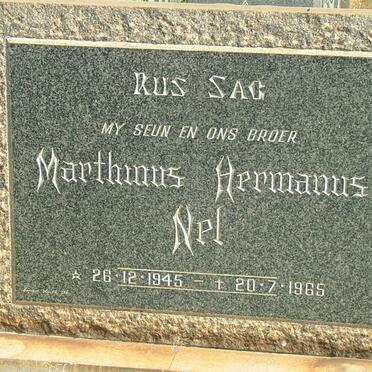 RUS SAG
MY SEUN EN ONS BROER
Marthinus Hermanus
Nel
* 26·12·1945 – † 20·7·1965